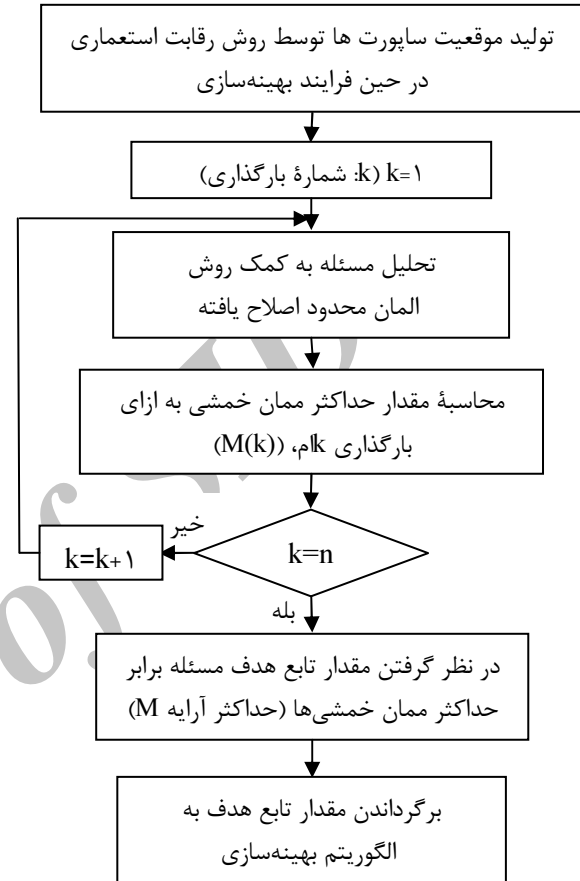 تولید موقعیت ساپورت ها توسط روش رقابت استعماری
در حین فرایند بهینه‌سازی
k=۱ (k: شمارهٔ بارگذاری)
تحلیل مسئله به کمک روش
المان محدود اصلاح یافته
محاسبهٔ مقدار حداکثر ممان خمشی به ازای
بارگذاری kام، (M(k))
k=n
خیر
k=k+۱
بله
در نظر گرفتن مقدار تابع هدف مسئله برابر
حداکثر ممان خمشی‌ها (حداکثر آرایه M)
برگرداندن مقدار تابع هدف به
الگوریتم بهینه‌سازی